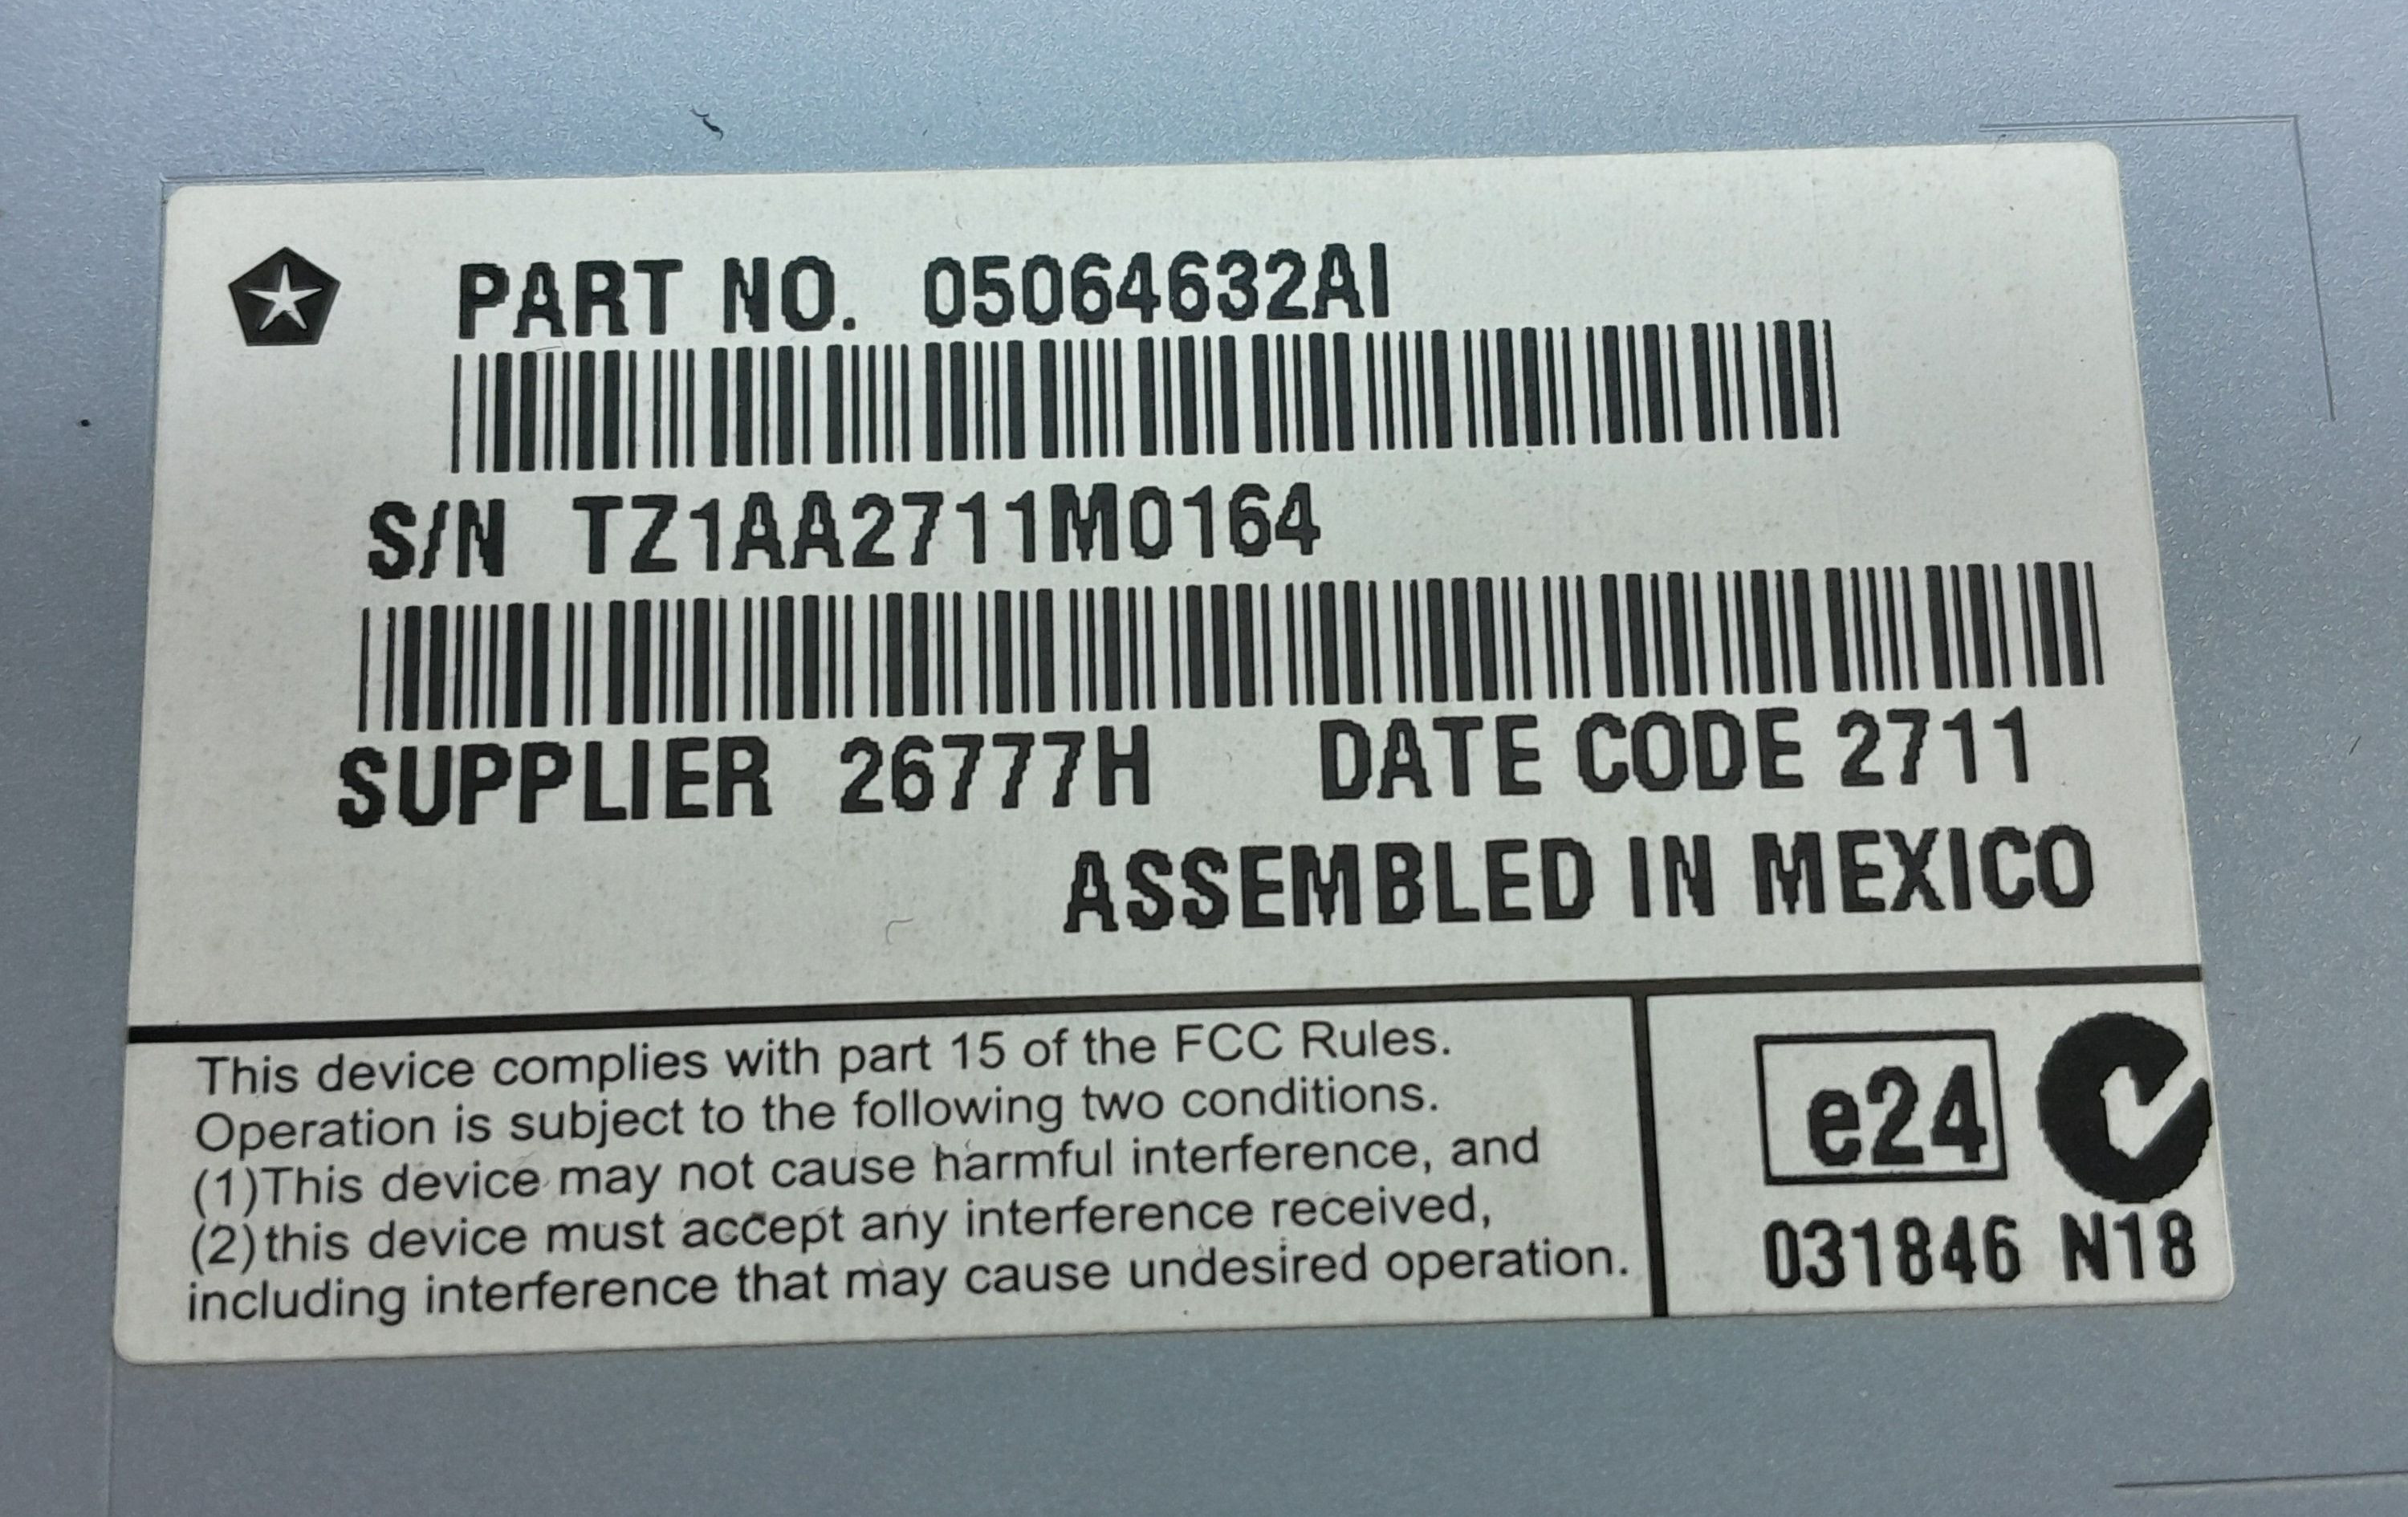 PART NO. 05064632AI
S/N TZ1AA2711M0164
SUPPLIER 26777H DATE CODE 2711
ASSEMBLED IN MEXICO
This device complies with part 15 of the FCC Rules.
Operation is subject to the following two conditions.
(1)This device may not cause harmful interference, and
(2)this device must accept any interference received,
including interference that may cause undesired operation.
e24
031846 N18